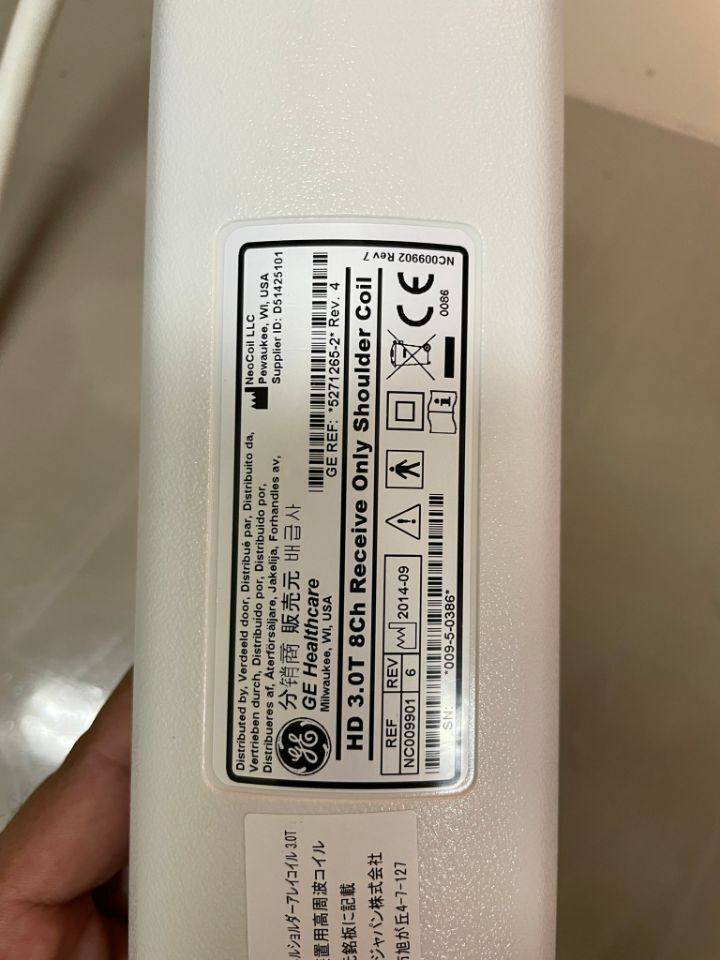 Distributed by, Verdeeld door, Distribué par, Distribuito da,
Vertrieben durch, Distribuido por, Distribuído por,
Distribueres af, Återförsäljare, Jakelija, Forhandles av,
分销商 販売元 배급사
GE Healthcare
Milwaukee, WI, USA
NeoCoil LLC
Pewaukee, WI, USA
Supplier ID: D51425101
GE REF: *5271265-2* Rev. 4
HD 3.0T 8Ch Receive Only Shoulder Coil
REF REV
NC009901 6
2014-09
SN: *009-5-0386*
0086
NC009902 Rev 7
ルショルダーアレイコイル 3.0T
置用高周波コイル
銘板に記載
ジャパン株式会社
旭が丘4-7-127